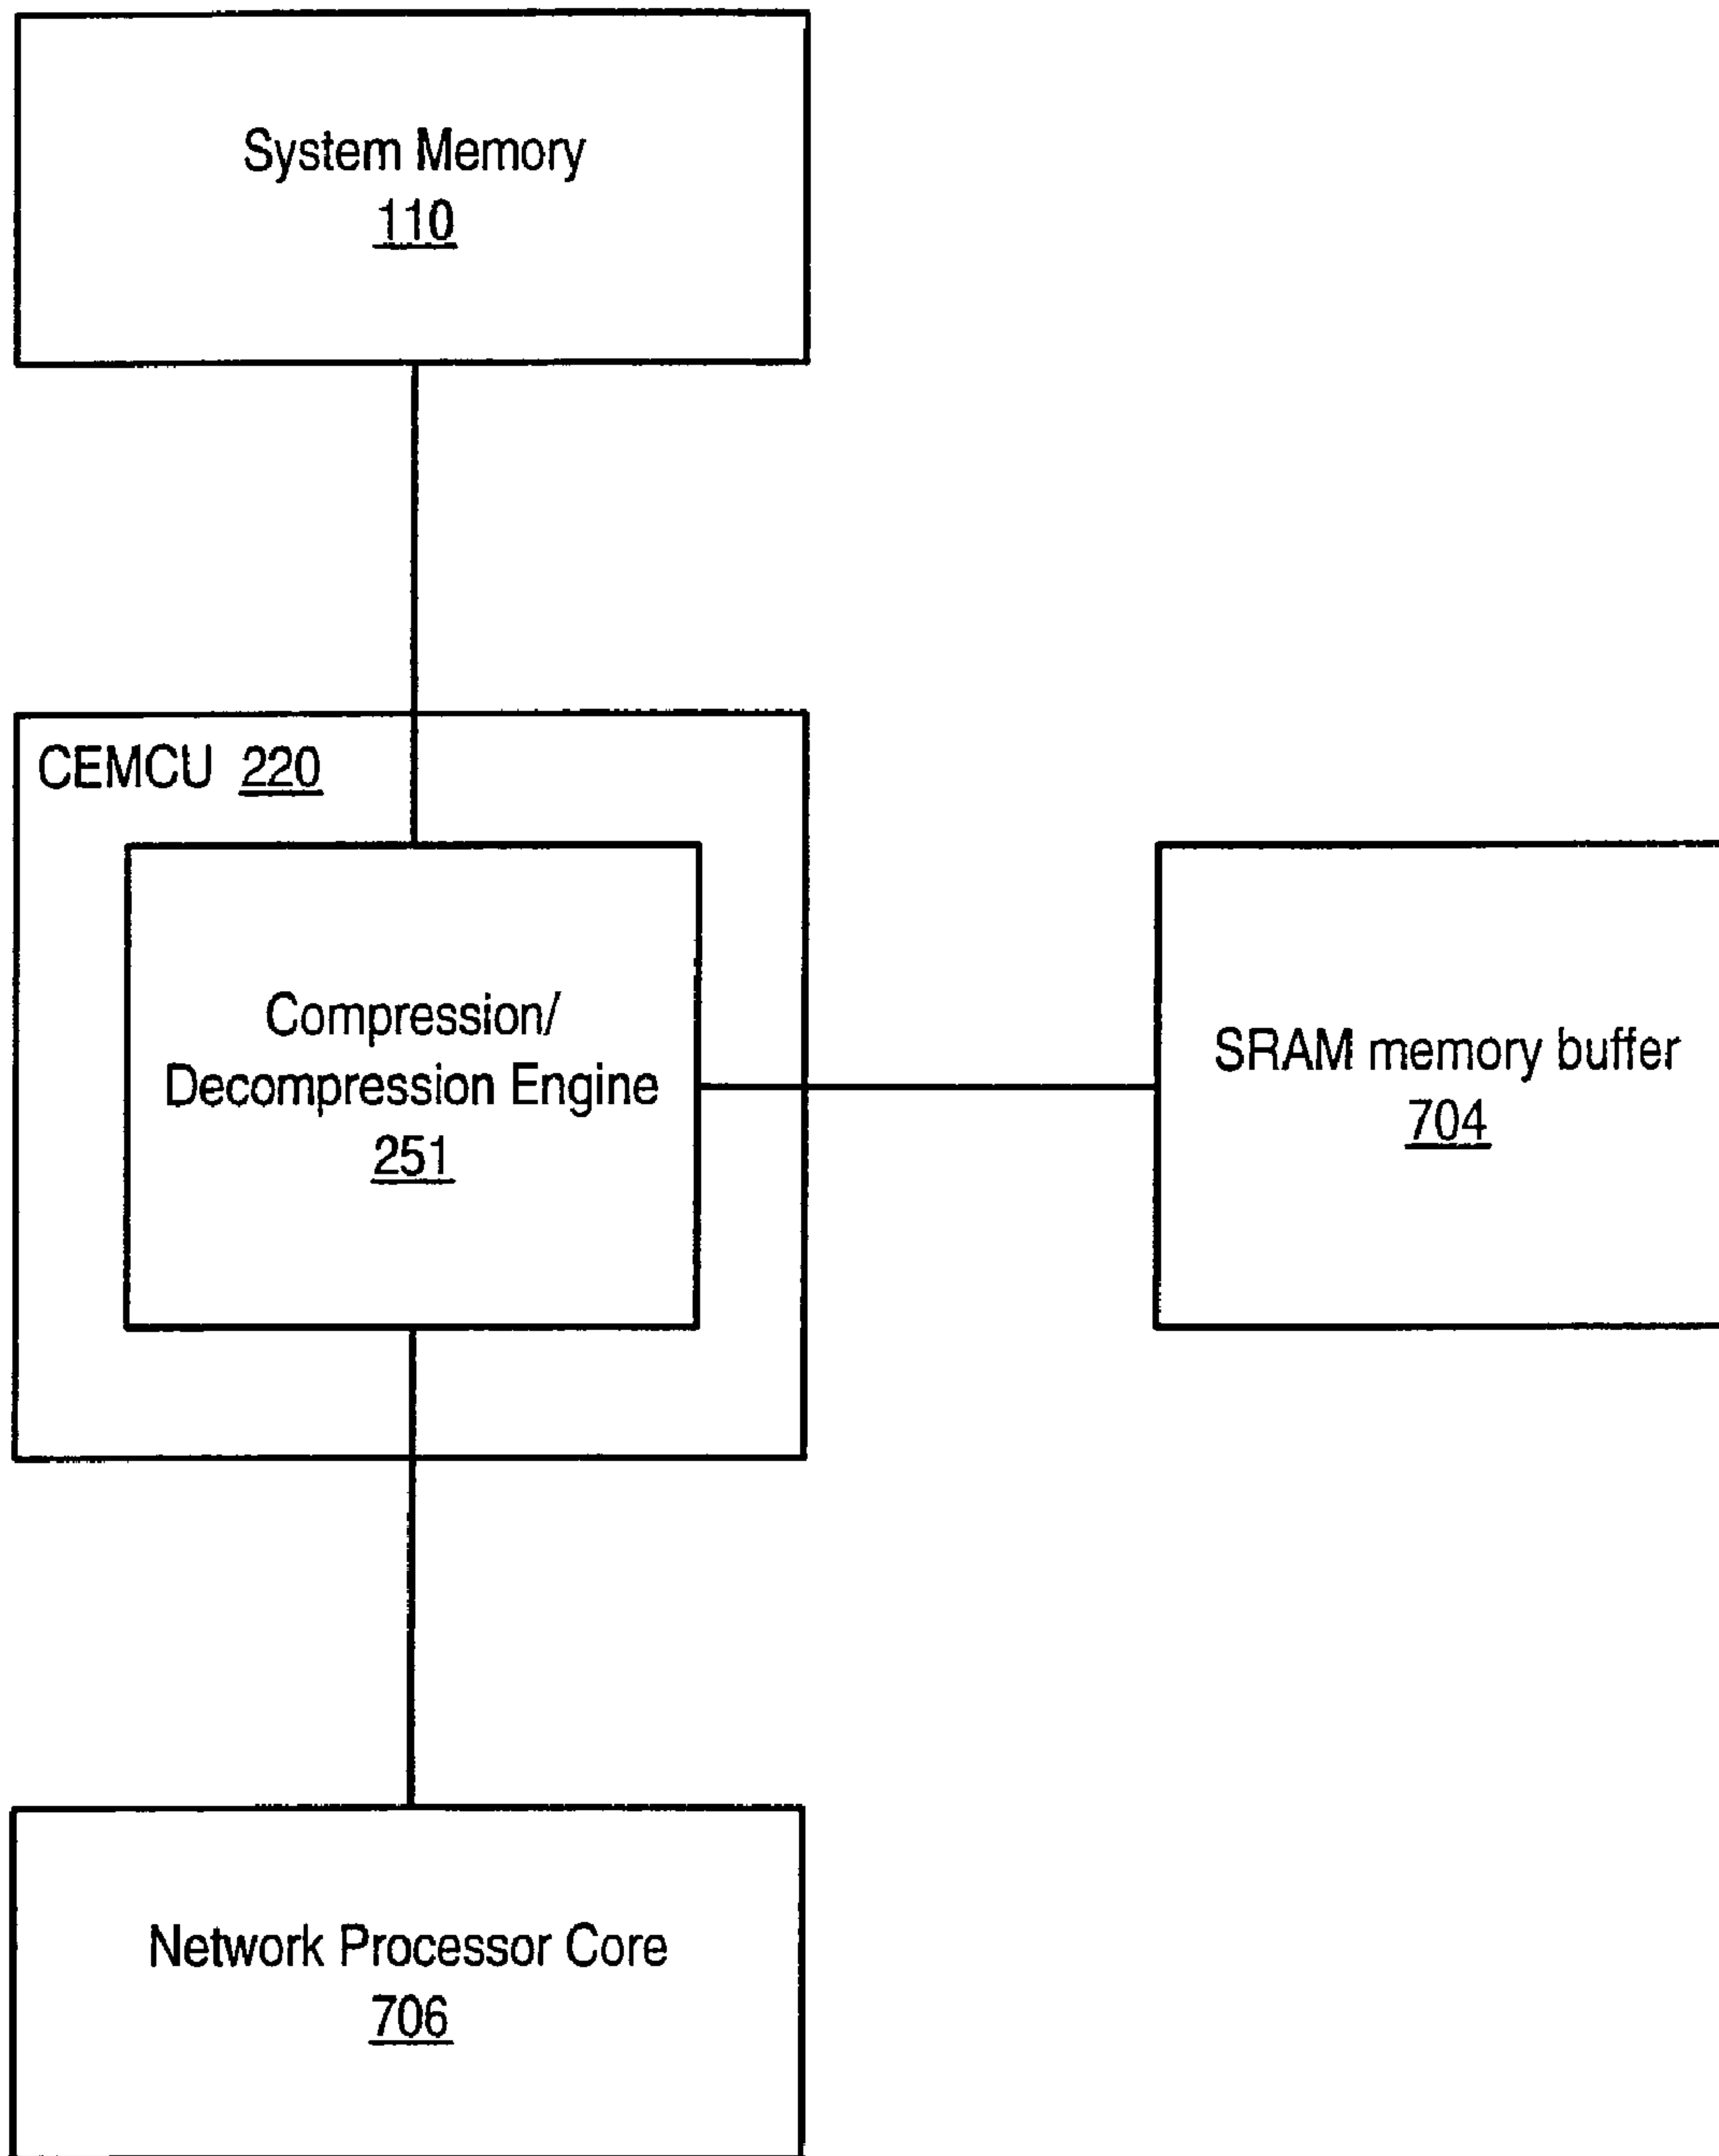 System Memory
110
CEMCU 220
Compression/
Decompression Engine
251
SRAM memory buffer
704
Network Processor Core
706